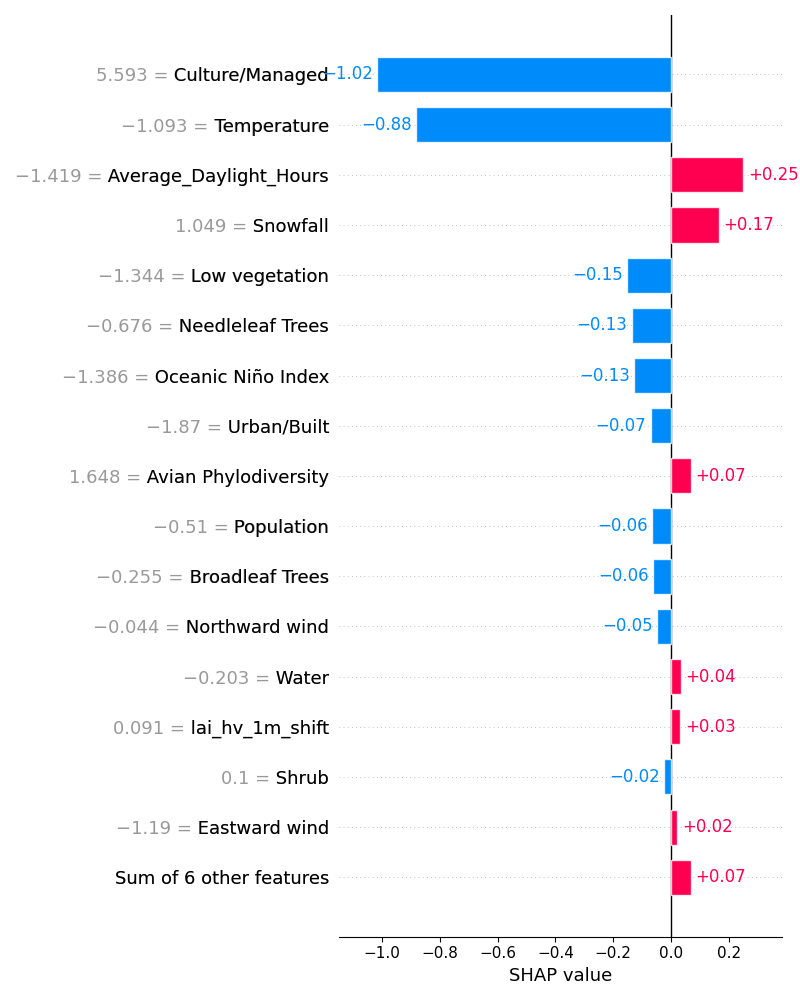 5.593 = Culture/Managed −1.02
−1.093 = Temperature −0.88
−1.419 = Average_Daylight_Hours +0.25
1.049 = Snowfall +0.17
−1.344 = Low vegetation −0.15
−0.676 = Needleleaf Trees −0.13
−1.386 = Oceanic Niño Index −0.13
−1.87 = Urban/Built −0.07
1.648 = Avian Phylodiversity +0.07
−0.51 = Population −0.06
−0.255 = Broadleaf Trees −0.06
−0.044 = Northward wind −0.05
−0.203 = Water +0.04
0.091 = lai_hv_1m_shift +0.03
0.1 = Shrub −0.02
−1.19 = Eastward wind +0.02
Sum of 6 other features +0.07
−1.0 −0.8 −0.6 −0.4 −0.2 0.0 0.2
SHAP value